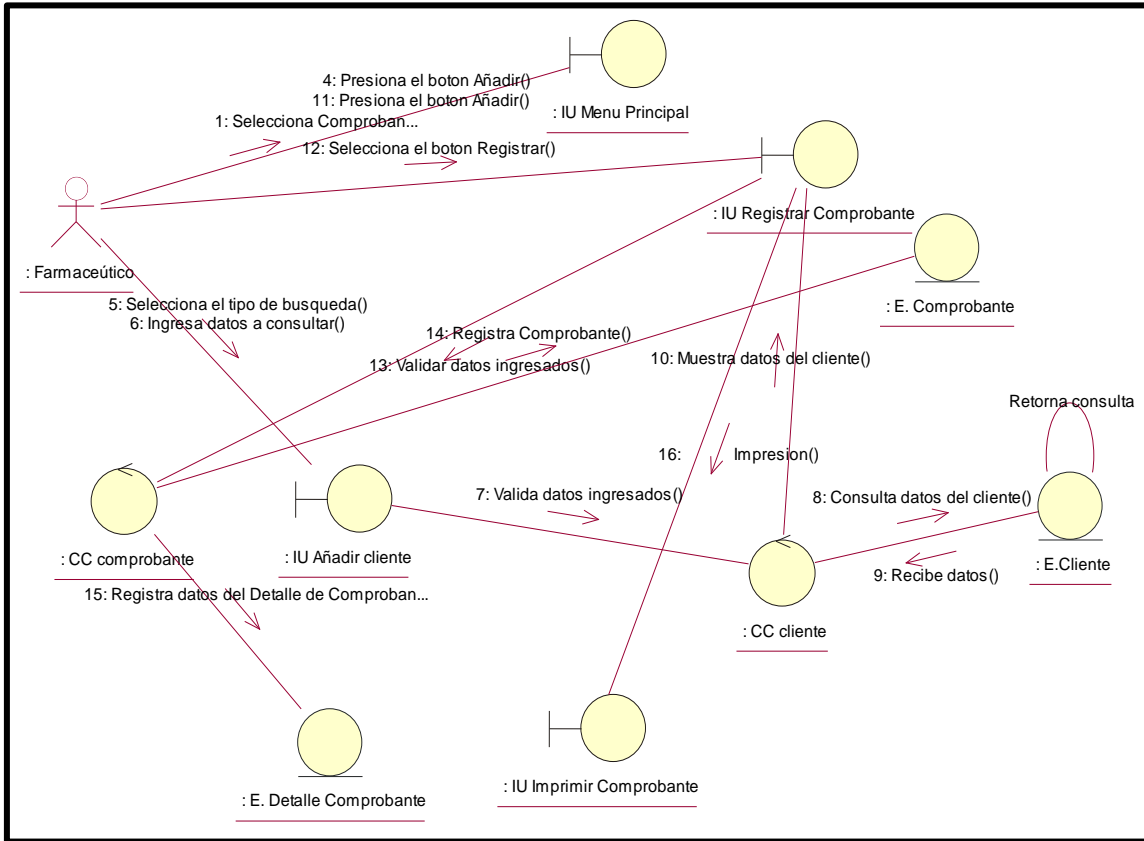 4: Presiona el boton Añadir()
11: Presiona el boton Añadir()
: IU Menu Principal
1: Selecciona Comproban...
12: Selecciona el boton Registrar()
: IU Registrar Comprobante
: Farmaceútico
5: Selecciona el tipo de busqueda()
6: Ingresa datos a consultar()
: E. Comprobante
14: Registra Comprobante()
13: Validar datos ingresados()
10: Muestra datos del cliente()
Retorna consulta
16: Impresion()
7: Valida datos ingresados()
8: Consulta datos del cliente()
: CC comprobante
: IU Añadir cliente
: E.Cliente
9: Recibe datos()
15: Registra datos del Detalle de Comproban...
: CC cliente
: IU Imprimir Comprobante
: E. Detalle Comprobante